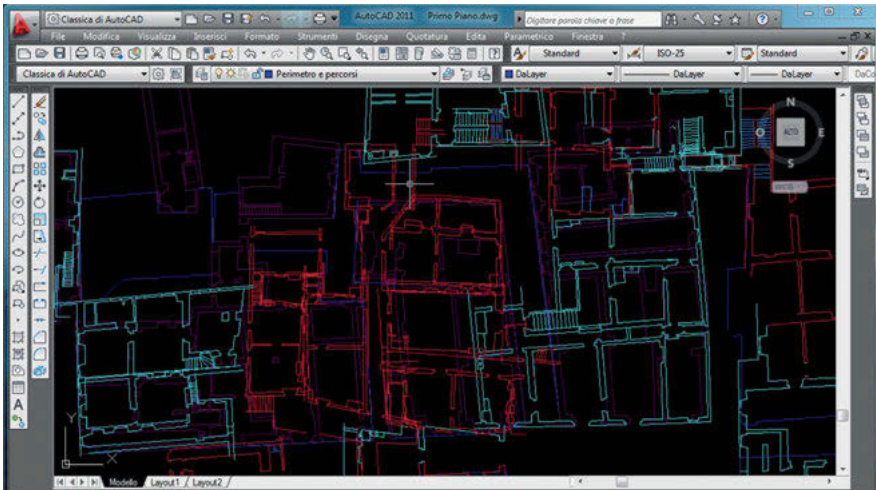 Classica di AutoCAD AutoCAD 2011 Primo Piano.dwg Digitare parola chiave o frase
File Modifica Visualizza Inserisci Formato Strumenti Disegna Quotatura Edita Parametrico Finestra ?
Standard ISO-25 Standard
Classica di AutoCAD Perimetro e percorsi DaLayer DaLayer DaLayer DaCo
N
O ALTO E
S
Y
X
Modello Layout1 Layout2